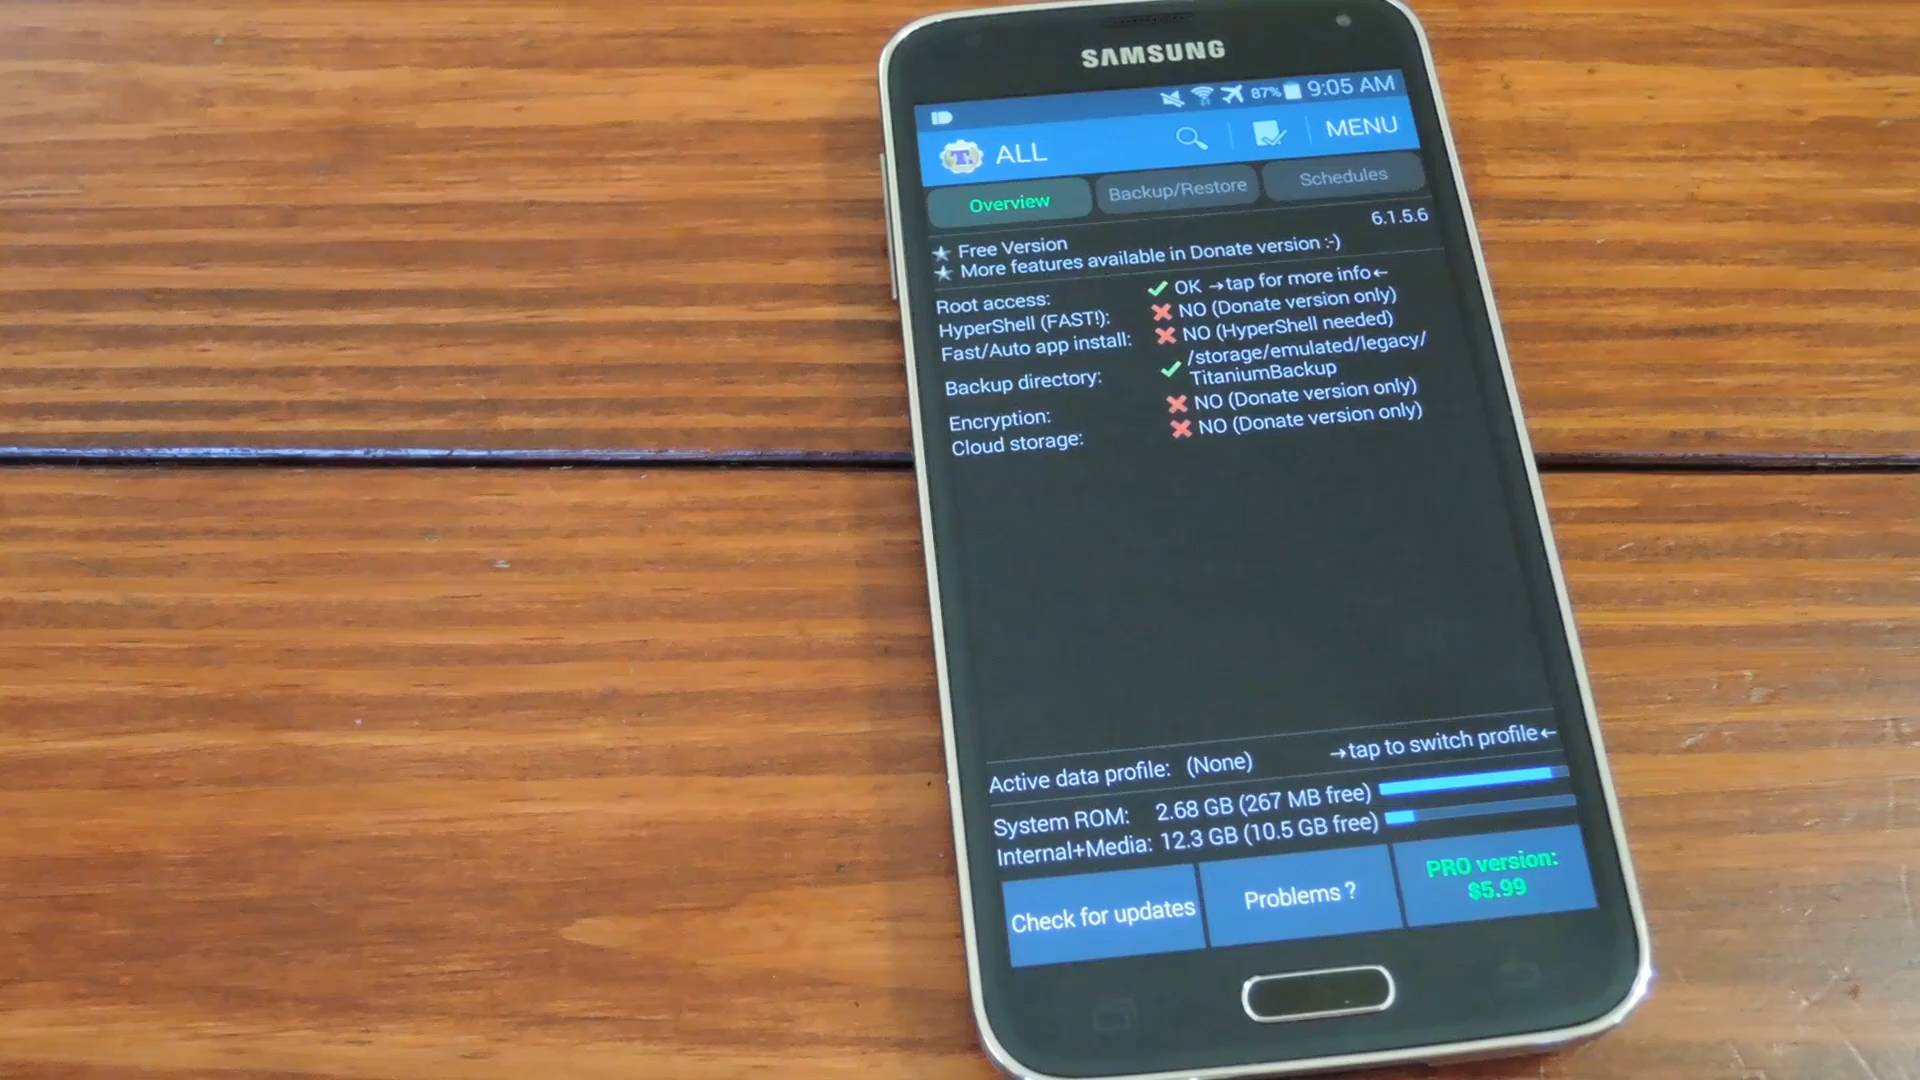 SAMSUNG
87% 9:05 AM
ALL MENU
Overview Backup/Restore Schedules
6.1.5.6
Free Version
More features available in Donate version :-)
Root access: OK →tap for more info←
HyperShell (FAST!): NO (Donate version only)
Fast/Auto app install: NO (HyperShell needed)
Backup directory: /storage/emulated/legacy/
TitaniumBackup
Encryption: NO (Donate version only)
Cloud storage: NO (Donate version only)
Active data profile: (None) →tap to switch profile←
System ROM: 2.68 GB (267 MB free)
Internal+Media: 12.3 GB (10.5 GB free)
Check for updates
Problems ?
PRO version:
$5.99